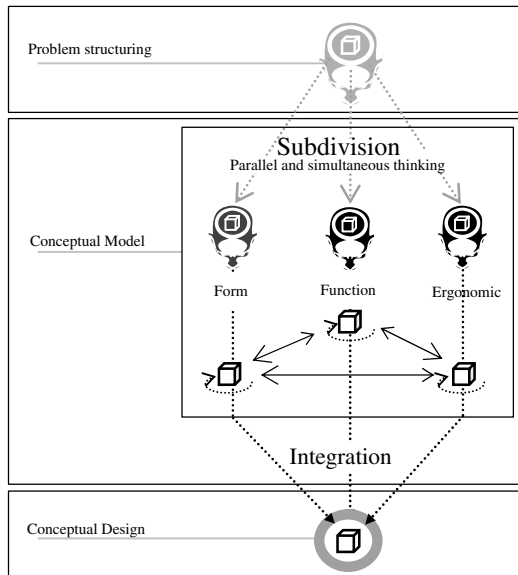 Problem structuring
Subdivision
Parallel and simultaneous thinking
Conceptual Model
Form
Function
Ergonomic
Integration
Conceptual Design